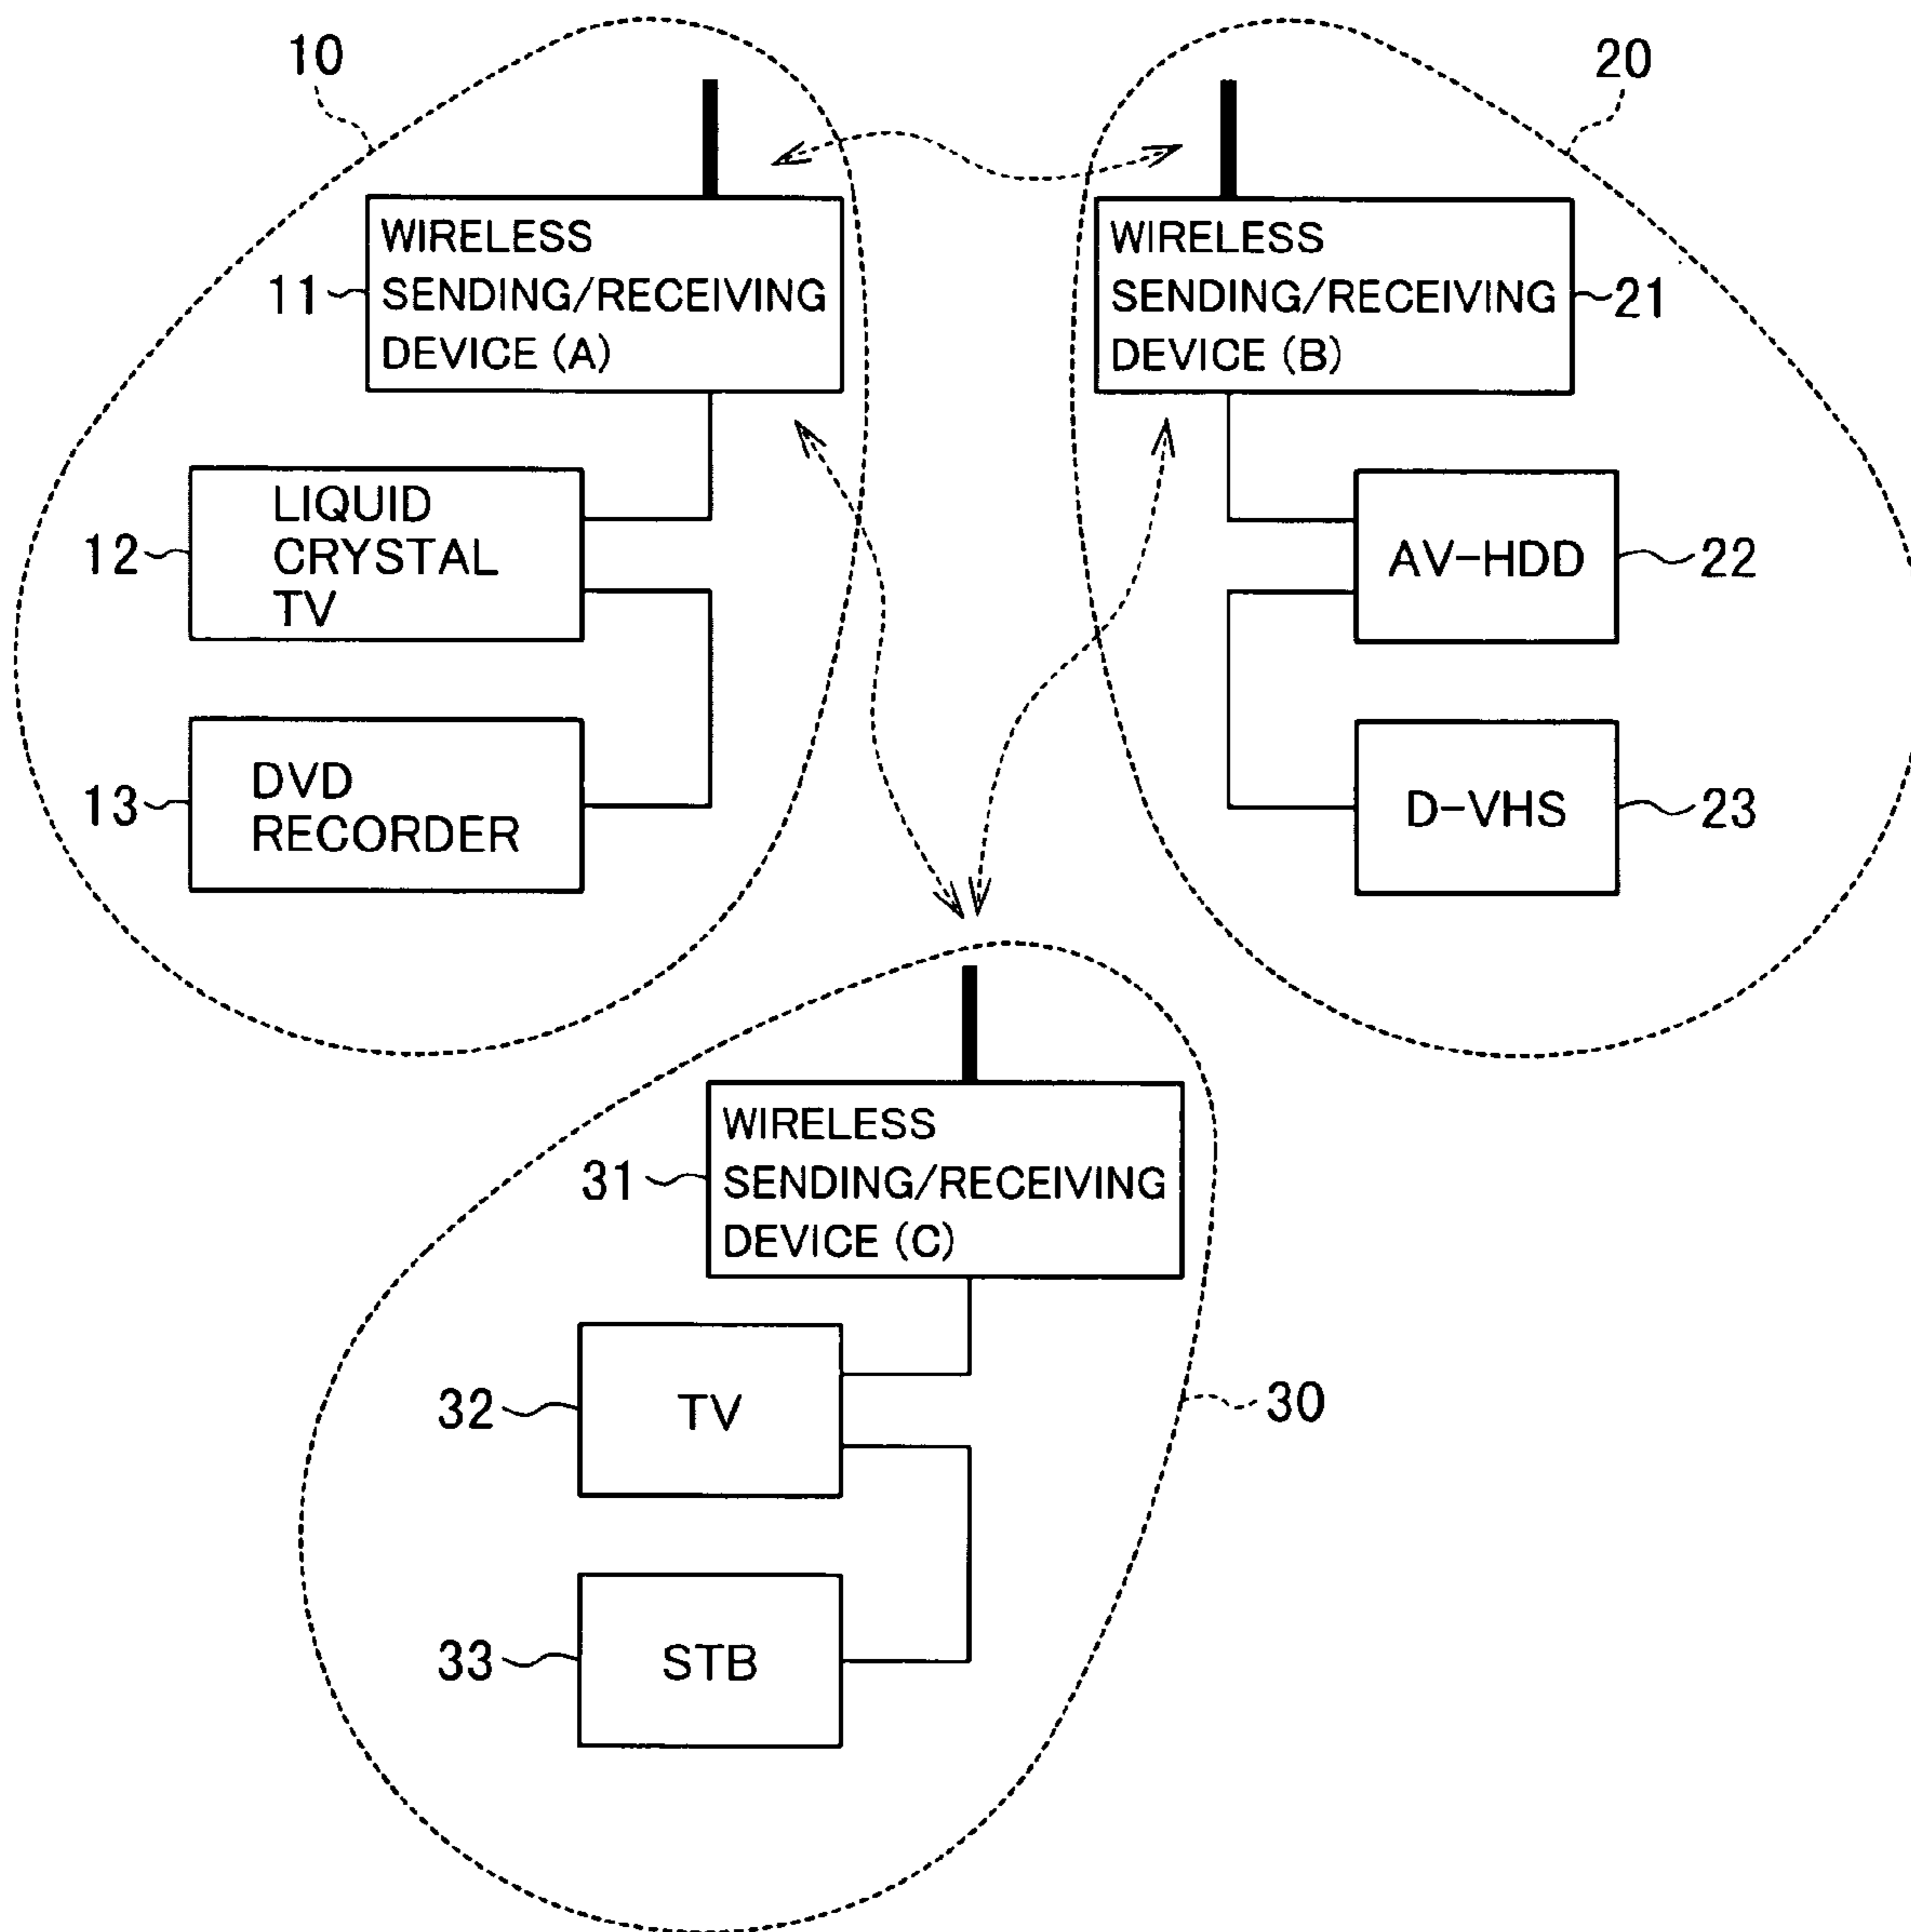 10
20
WIRELESS
SENDING/RECEIVING
DEVICE (A)
11
WIRELESS
SENDING/RECEIVING
DEVICE (B)
21
LIQUID
CRYSTAL
TV
12
AV-HDD
22
DVD
RECORDER
13
D-VHS
23
WIRELESS
SENDING/RECEIVING
DEVICE (C)
31
TV
32
30
STB
33